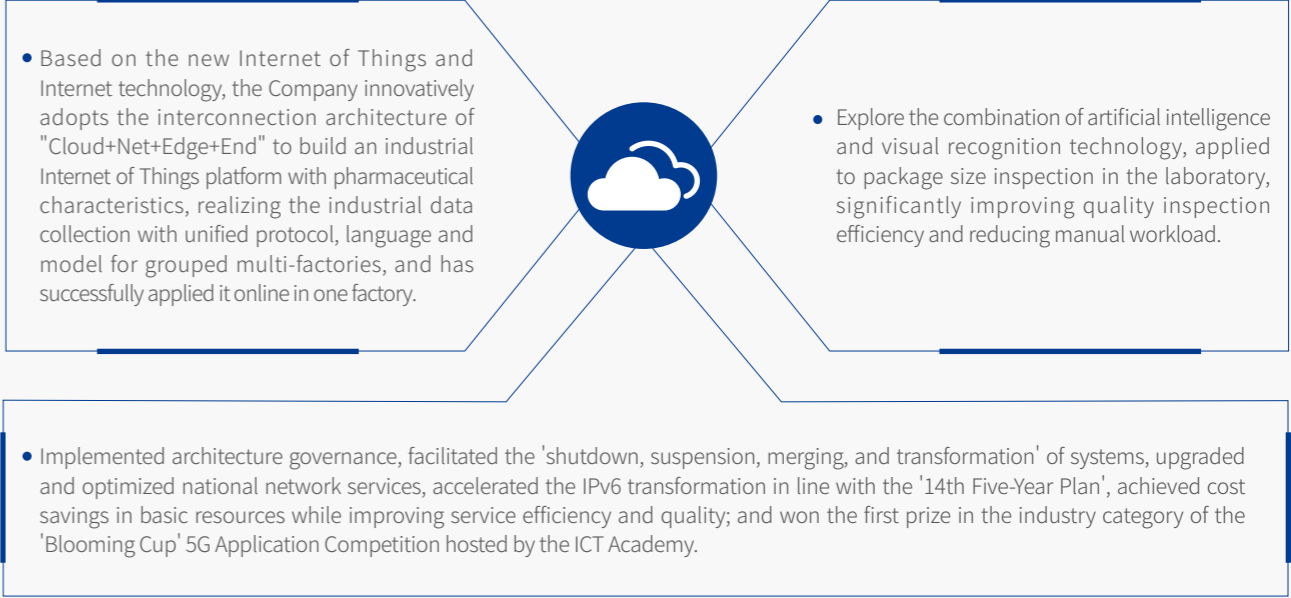 Based on the new Internet of Things and
Internet technology, the Company innovatively
adopts the interconnection architecture of
"Cloud+Net+Edge+End" to build an industrial
Internet of Things platform with pharmaceutical
characteristics, realizing the industrial data
collection with unified protocol, language and
model for grouped multi-factories, and has
successfully applied it online in one factory.
Explore the combination of artificial intelligence
and visual recognition technology, applied
to package size inspection in the laboratory,
significantly improving quality inspection
efficiency and reducing manual workload.
Implemented architecture governance, facilitated the 'shutdown, suspension, merging, and transformation' of systems, upgraded
and optimized national network services, accelerated the IPv6 transformation in line with the '14th Five-Year Plan', achieved cost
savings in basic resources while improving service efficiency and quality; and won the first prize in the industry category of the
'Blooming Cup' 5G Application Competition hosted by the ICT Academy.